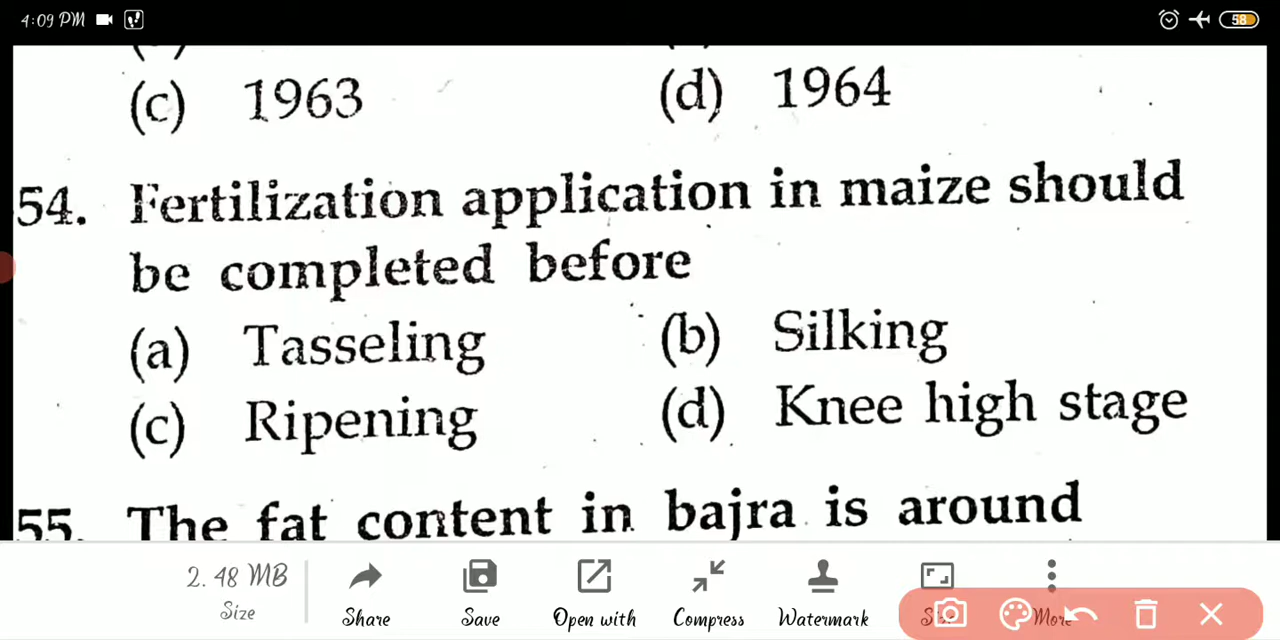 4:09 PM 58
(c) 1963 (d) 1964
54. Fertilization application in maize should
be completed before
(a) Tasseling (b) Silking
(c) Ripening (d) Knee high stage
55. The fat content in bajra is around
2.48 MB
Size Share Save Open with Compress Watermark More